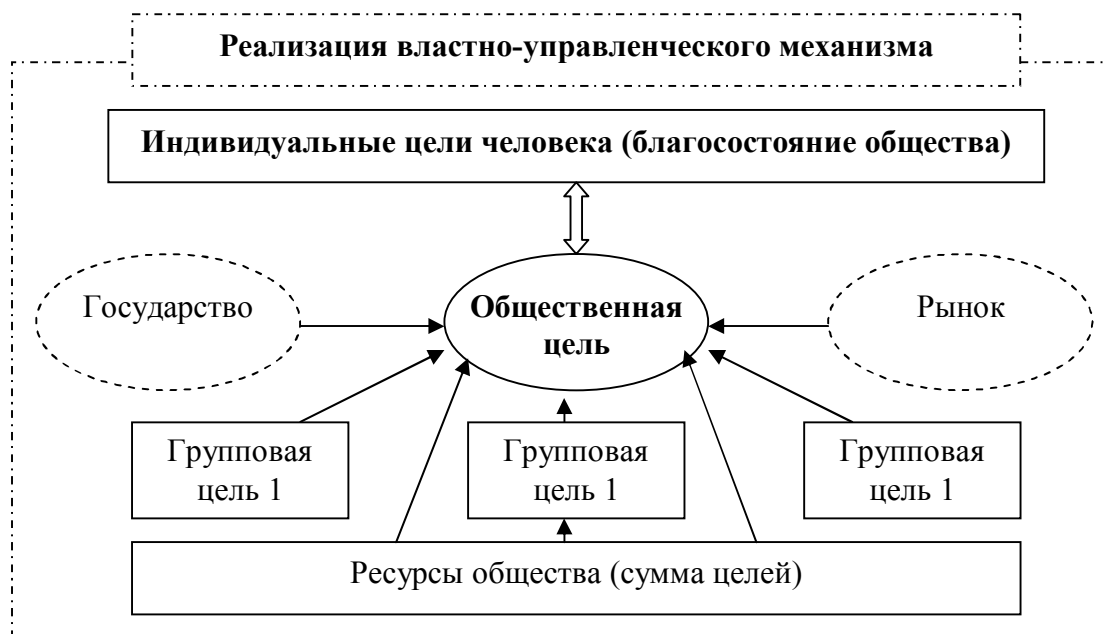 Реализация властно-управленческого механизма
Индивидуальные цели человека (благосостояние общества)
Государство
Общественная
цель
Рынок
Групповая
цель 1
Групповая
цель 1
Групповая
цель 1
Ресурсы общества (сумма целей)